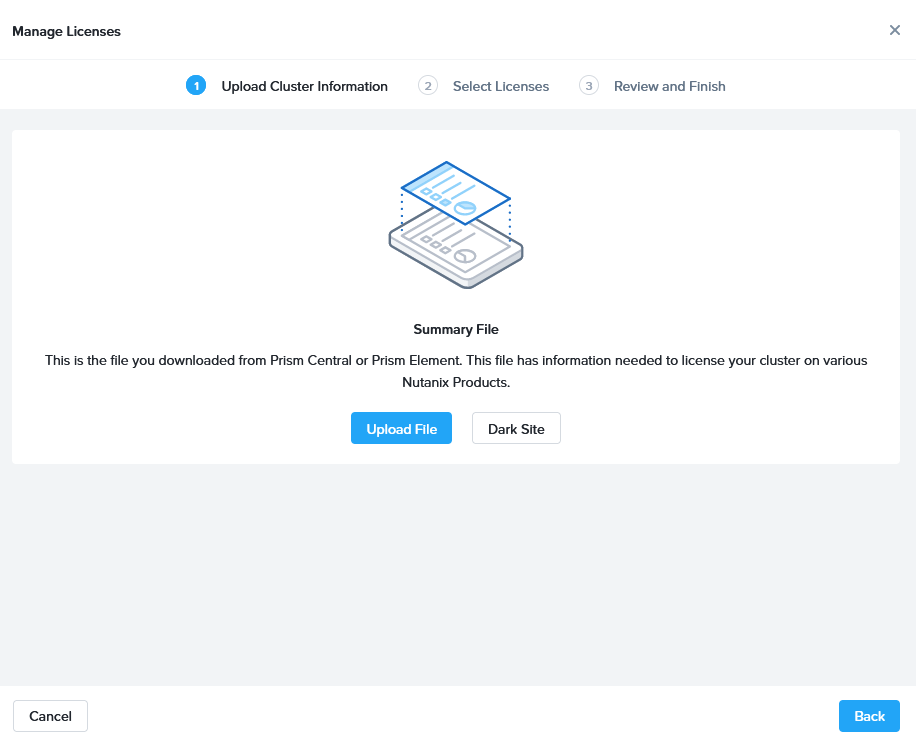 Manage Licenses
1 Upload Cluster Information 2 Select Licenses 3 Review and Finish
Summary File
This is the file you downloaded from Prism Central or Prism Element. This file has information needed to license your cluster on various
Nutanix Products.
Upload File Dark Site
Cancel Back